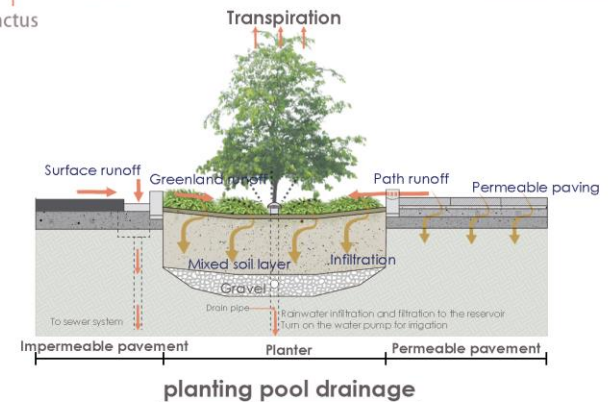 Transpiration
Surface runoff
Greenland runoff
Path runoff
Permeable paving
Mixed soil layer
Infiltration
Gravel
Drain pipe
Rainwater infiltration and filtration to the reservoir
Turn on the water pump for irrigation
To sewer system
Impermeable pavement
Planter
Permeable pavement
planting pool drainage